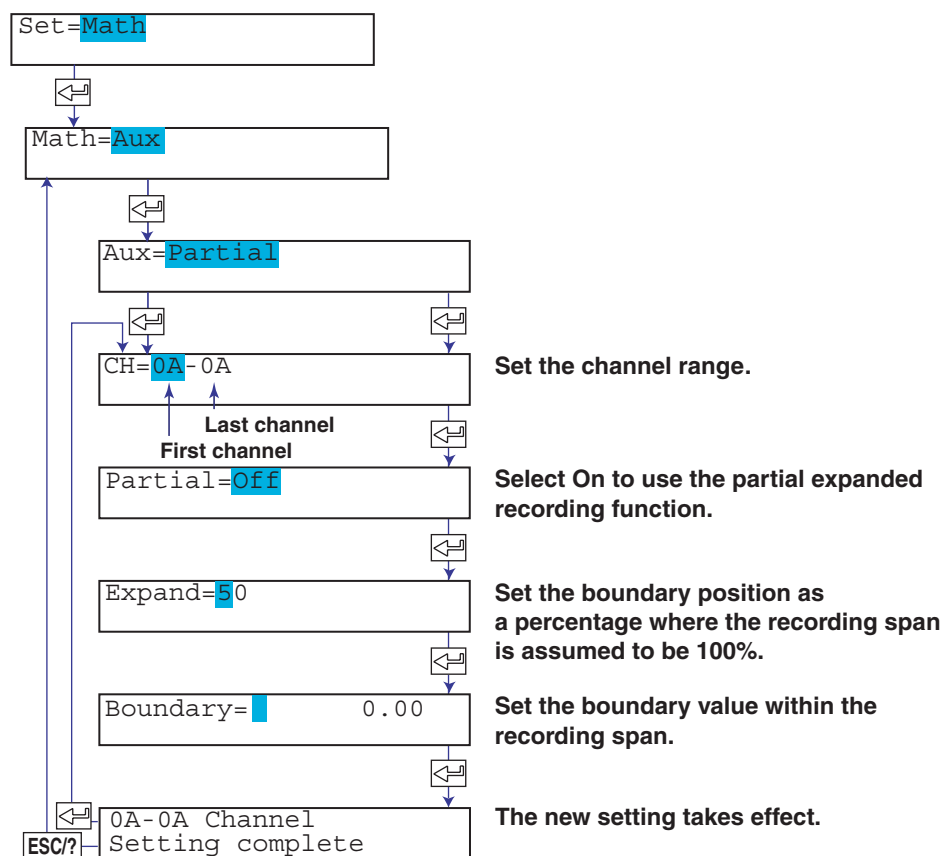 Set=Math
Math=Aux
Aux=Partial
CH=0A-0A
Set the channel range.
Last channel
First channel
Partial=Off
Select On to use the partial expanded
recording function.
Expand=50
Set the boundary position as
a percentage where the recording span
is assumed to be 100%.
Boundary= 0.00
Set the boundary value within the
recording span.
0A-0A Channel
Setting complete
The new setting takes effect.
ESC/?